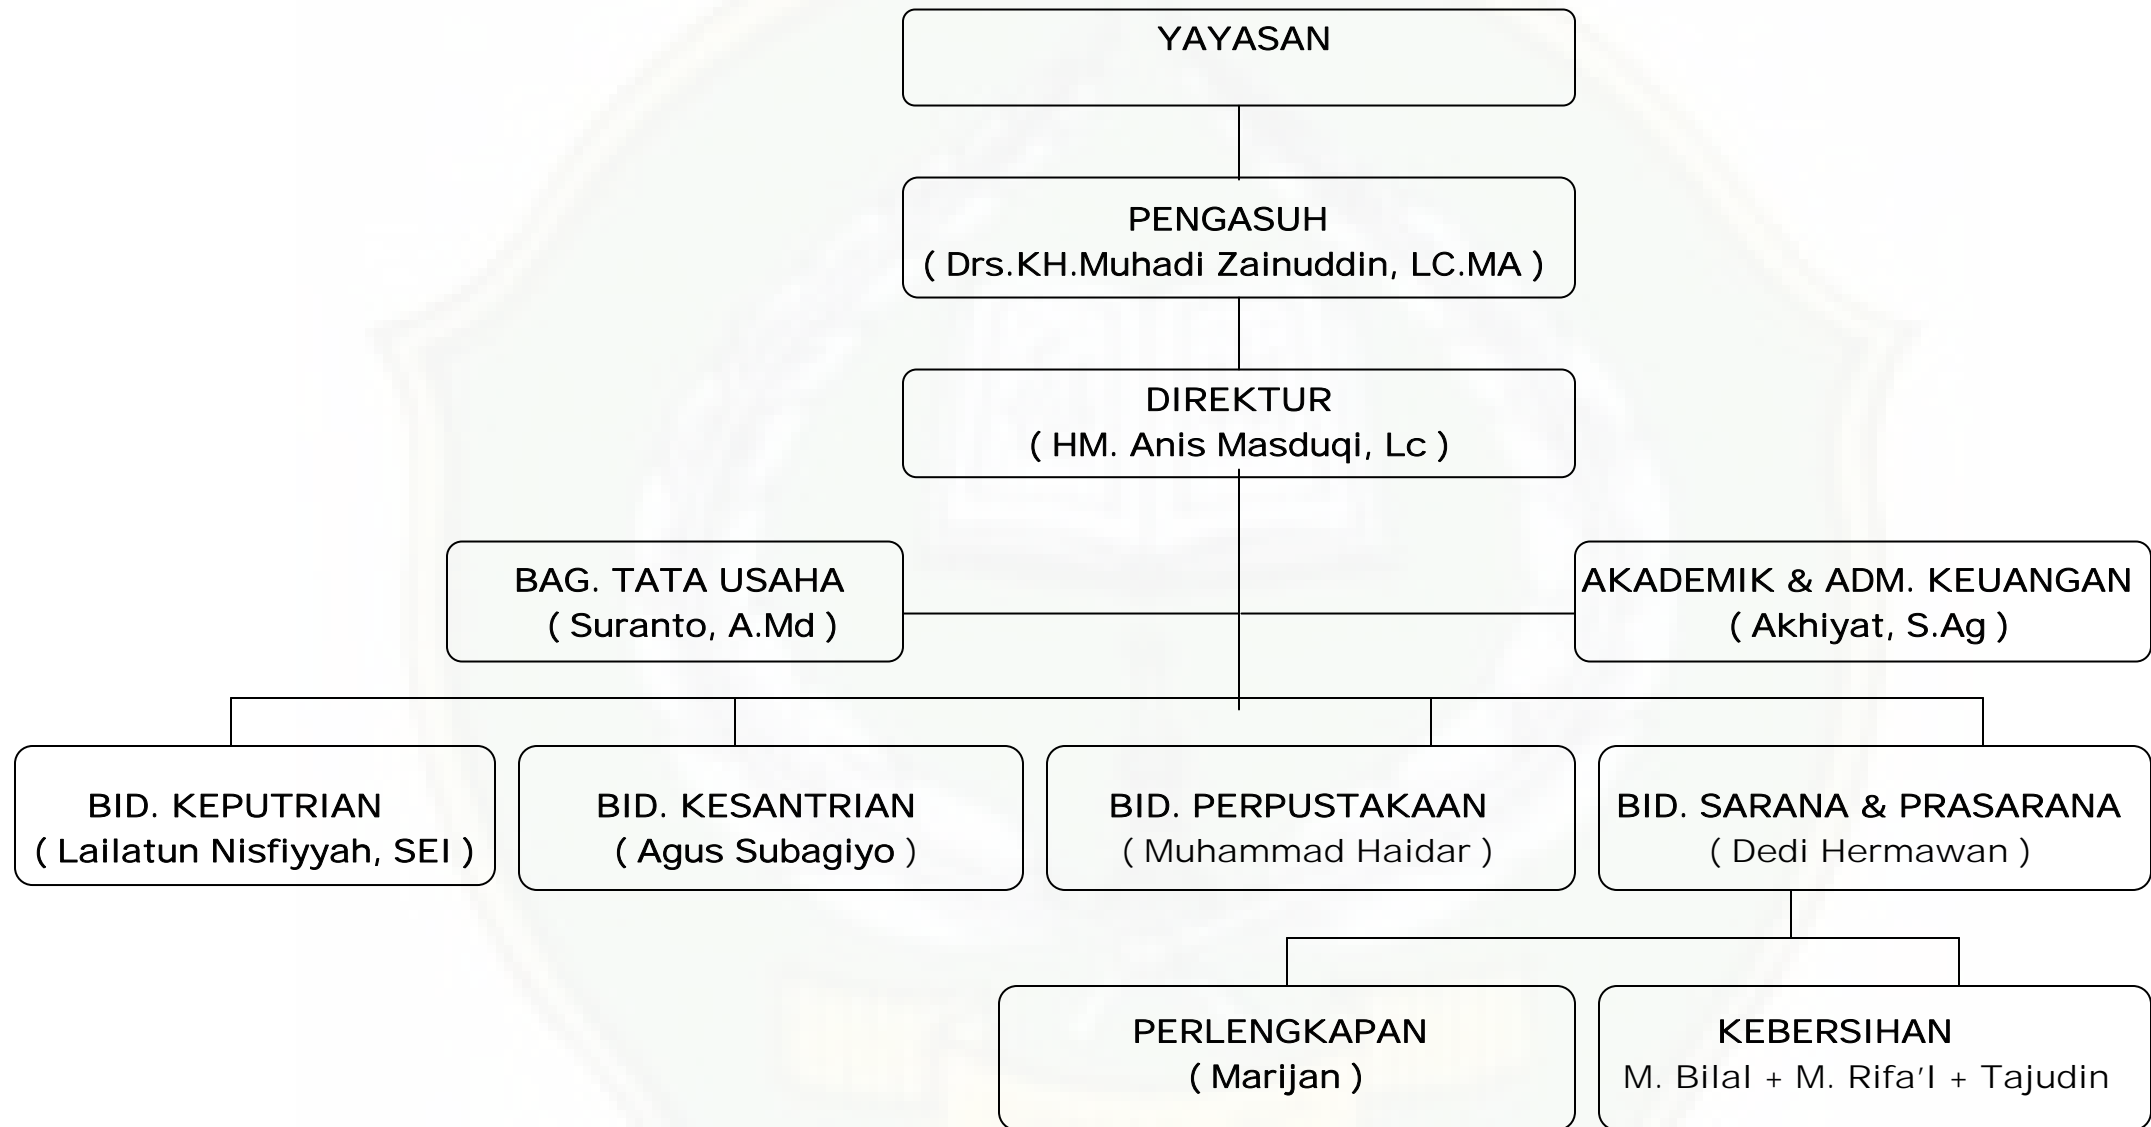 YAYASAN
PENGASUH
( Drs.KH.Muhadi Zainuddin, LC.MA )
DIREKTUR
( HM. Anis Masduqi, Lc )
BAG. TATA USAHA
( Suranto, A.Md )
AKADEMIK & ADM. KEUANGAN
( Akhiyat, S.Ag )
BID. KEPUTRIAN
( Lailatun Nisfiyyah, SEI )
BID. KESANTRIAN
( Agus Subagiyo )
BID. PERPUSTAKAAN
( Muhammad Haidar )
BID. SARANA & PRASARANA
( Dedi Hermawan )
PERLENGKAPAN
( Marijan )
KEBERSIHAN
M. Bilal + M. Rifa’I + Tajudin